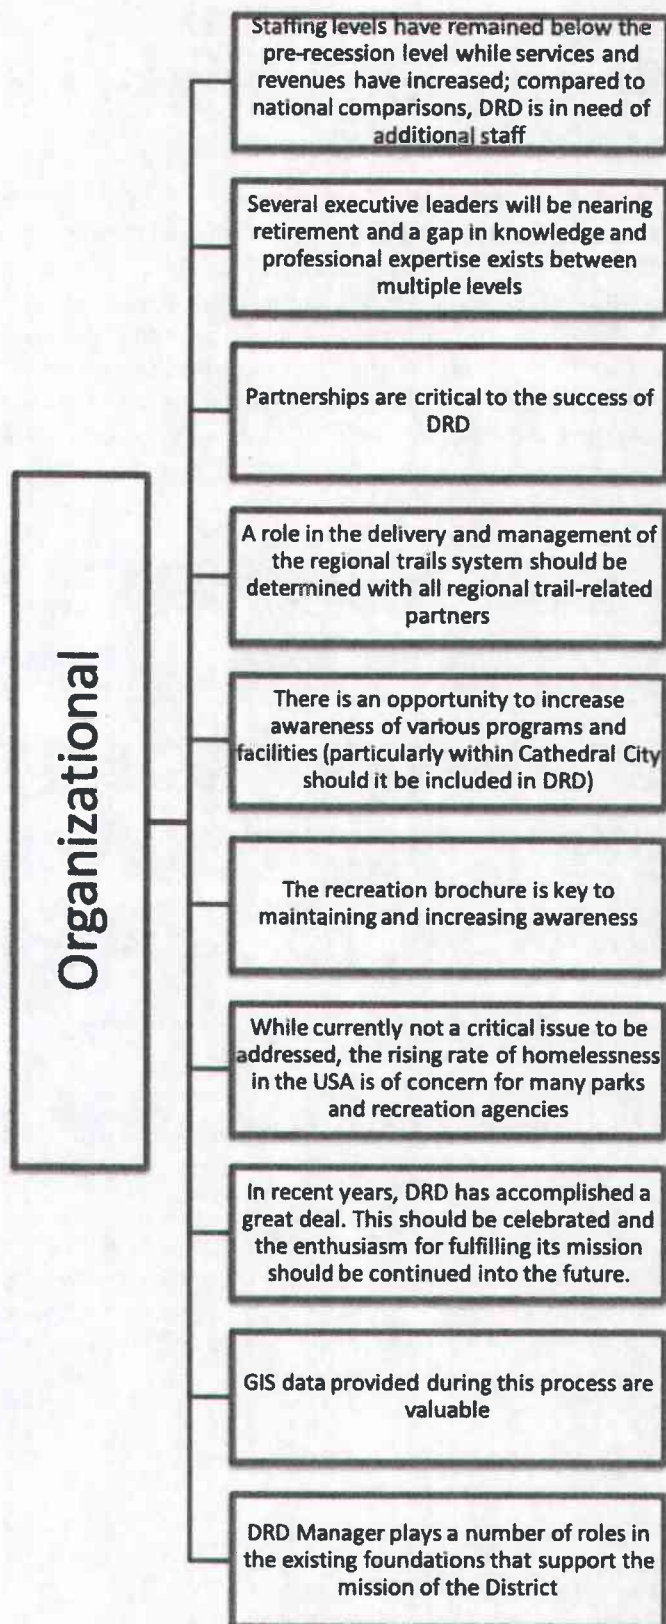 Organizational
Staffing levels have remained below the
pre-recession level while services and
revenues have increased; compared to
national comparisons, DRD is in need of
additional staff
Several executive leaders will be nearing
retirement and a gap in knowledge and
professional expertise exists between
multiple levels
Partnerships are critical to the success of
DRD
A role in the delivery and management of
the regional trails system should be
determined with all regional trail-related
partners
There is an opportunity to increase
awareness of various programs and
facilities (particularly within Cathedral City
should it be included in DRD)
The recreation brochure is key to
maintaining and increasing awareness
While currently not a critical issue to be
addressed, the rising rate of homelessness
in the USA is of concern for many parks
and recreation agencies
In recent years, DRD has accomplished a
great deal. This should be celebrated and
the enthusiasm for fulfilling its mission
should be continued into the future.
GIS data provided during this process are
valuable
DRD Manager plays a number of roles in
the existing foundations that support the
mission of the District